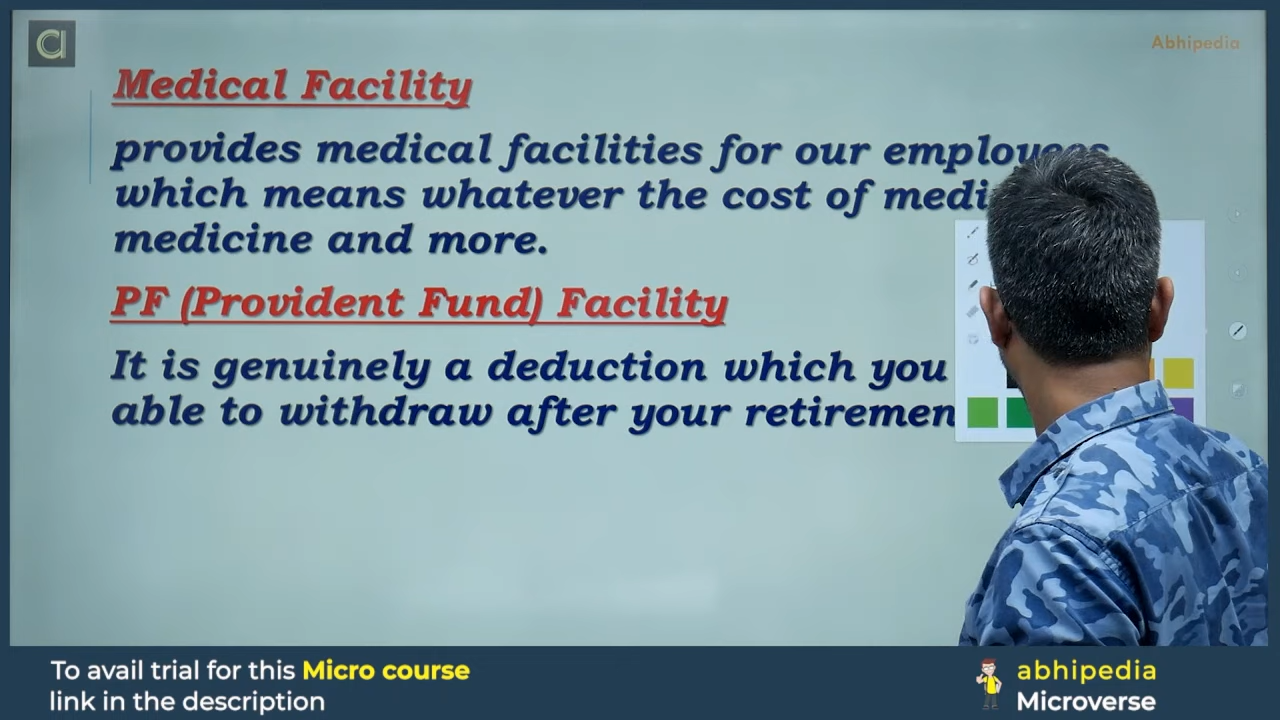 Abhipedia
Medical Facility
provides medical facilities for our employees
which means whatever the cost of
medicine and more.
PF (Provident Fund) Facility
It is genuinely a deduction which you
able to withdraw after your
To avail trial for this Micro course
link in the description
abhipedia
Microverse